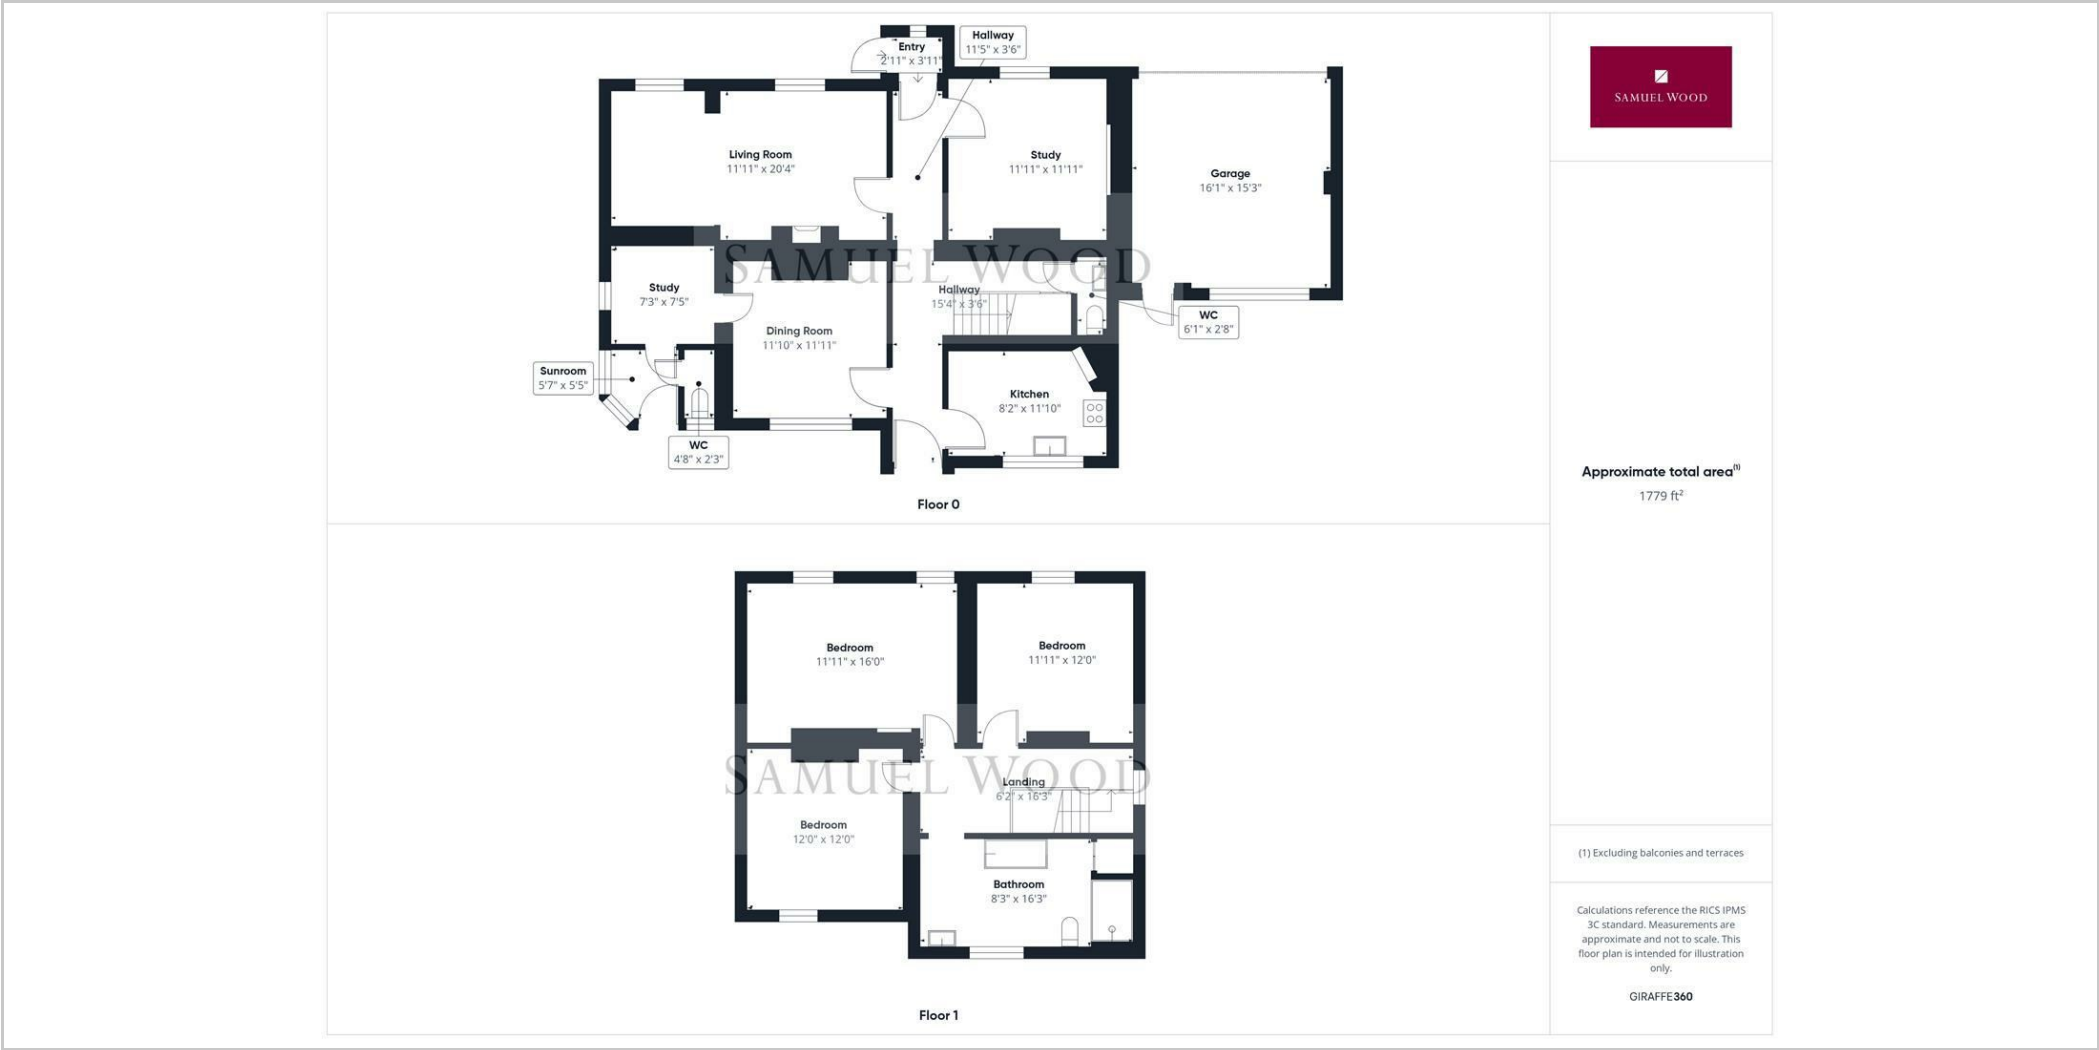 Entry
2'11" x 3'11"
Hallway
11'5" x 3'6"
Living Room
11'11" x 20'4"
Study
11'11" x 11'11"
Garage
16'1" x 15'3"
SAMUEL WOOD
Study
7'3" x 7'5"
Hallway
15'4" x 3'6"
WC
6'1" x 2'8"
Dining Room
11'10" x 11'11"
Sunroom
5'7" x 5'5"
Kitchen
8'2" x 11'10"
WC
4'8" x 2'3"
Floor 0
Bedroom
11'11" x 16'0"
Bedroom
11'11" x 12'0"
SAMUEL WOOD
Landing
6'2" x 16'3"
Bedroom
12'0" x 12'0"
Bathroom
8'3" x 16'3"
Floor 1
SAMUEL WOOD
Approximate total area(1)
1779 ft²
(1) Excluding balconies and terraces
Calculations reference the RICS IPMS
3C standard. Measurements are
approximate and not to scale. This
floor plan is intended for illustration
only.
GIRAFFE360